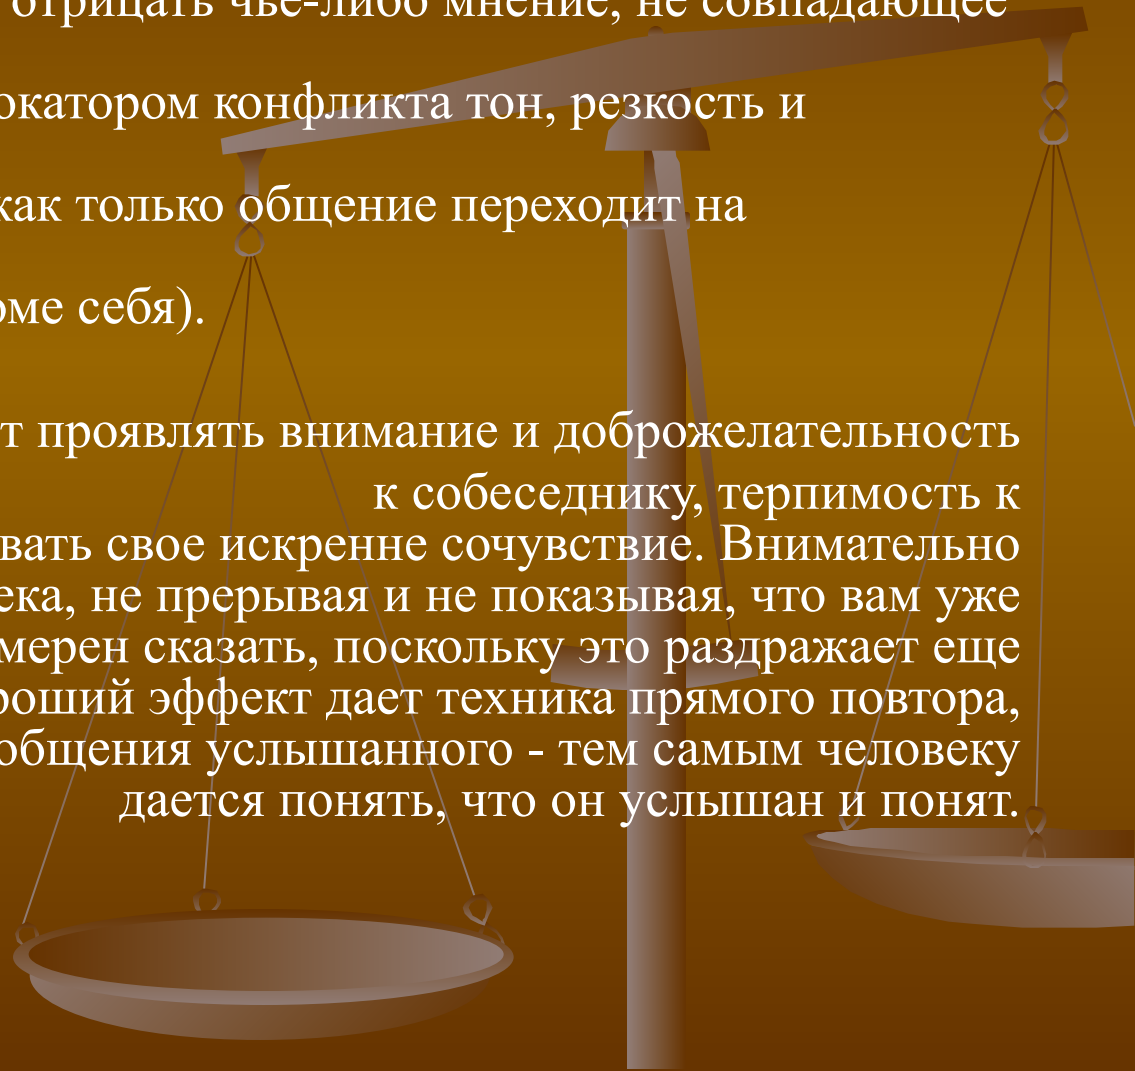 отрицать чье-либо мнение, не совпадающее
окатором конфликта тон, резкость и
как только общение переходит на
оме себя).
т проявлять внимание и доброжелательность
к собеседнику, терпимость к
вать свое искренне сочувствие. Внимательно
ека, не прерывая и не показывая, что вам уже
мерен сказать, поскольку это раздражает еще
роший эффект дает техника прямого повтора,
общения услышанного - тем самым человеку
дается понять, что он услышан и понят.